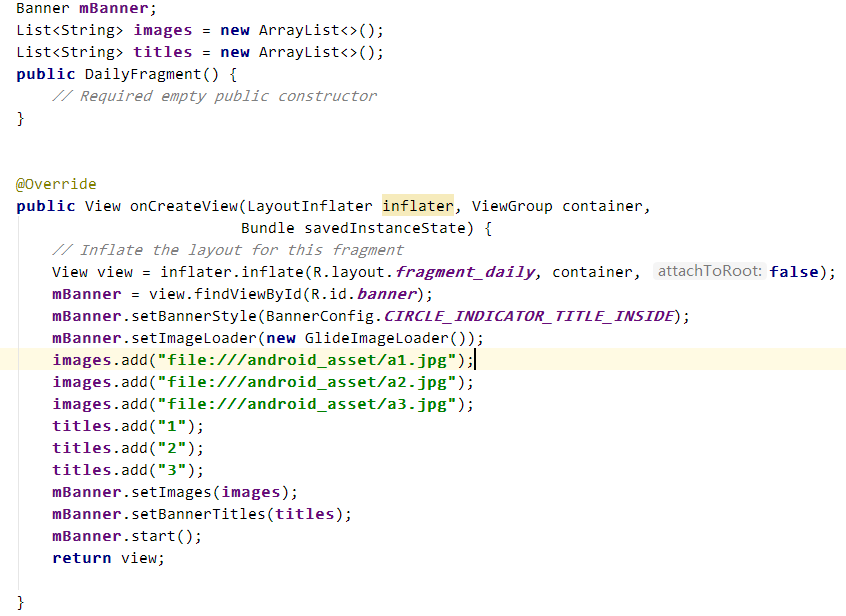 Banner mBanner;
List<String> images = new ArrayList<>();
List<String> titles = new ArrayList<>();
public DailyFragment() {
    // Required empty public constructor
}
@Override
public View onCreateView(LayoutInflater inflater, ViewGroup container,
                         Bundle savedInstanceState) {
    // Inflate the layout for this fragment
    View view = inflater.inflate(R.layout.fragment_daily, container, attachToRoot: false);
    mBanner = view.findViewById(R.id.banner);
    mBanner.setBannerStyle(BannerConfig.CIRCLE_INDICATOR_TITLE_INSIDE);
    mBanner.setImageLoader(new GlideImageLoader());
    images.add("file:///android_asset/a1.jpg");
    images.add("file:///android_asset/a2.jpg");
    images.add("file:///android_asset/a3.jpg");
    titles.add("1");
    titles.add("2");
    titles.add("3");
    mBanner.setImages(images);
    mBanner.setBannerTitles(titles);
    mBanner.start();
    return view;
}